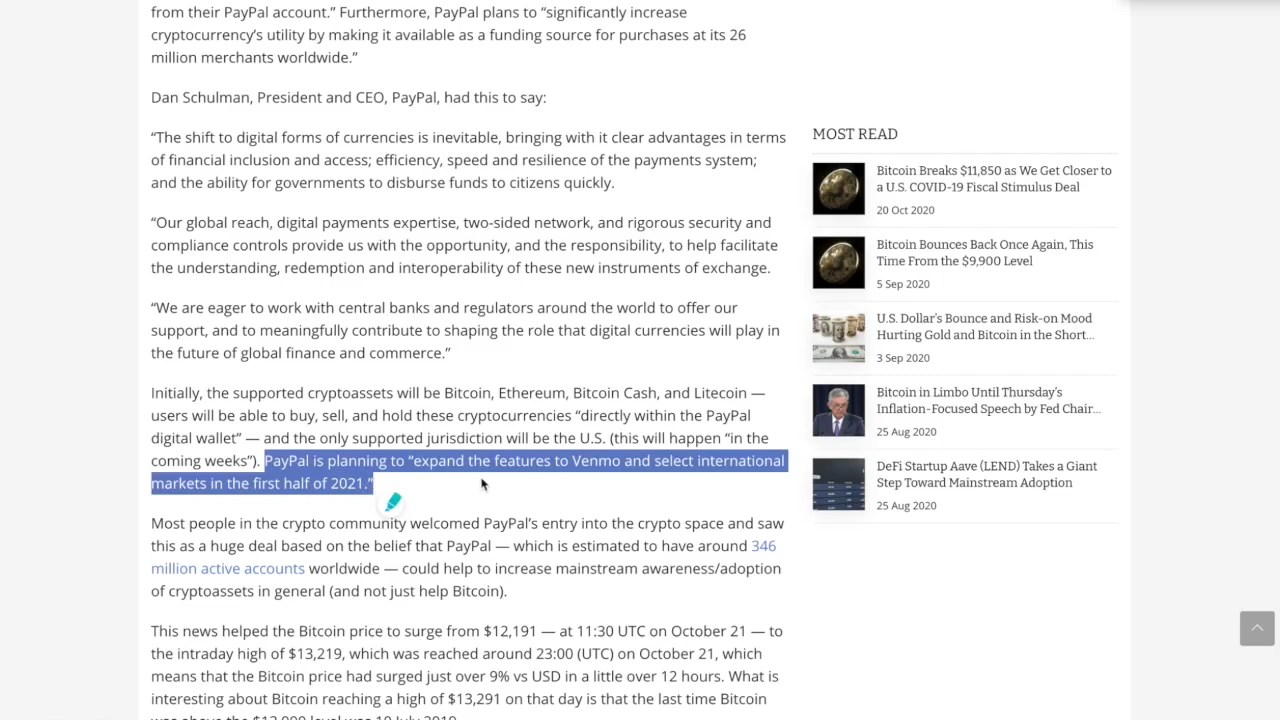 from their PayPal account.” Furthermore, PayPal plans to “significantly increase
cryptocurrency’s utility by making it available as a funding source for purchases at its 26
million merchants worldwide.”
Dan Schulman, President and CEO, PayPal, had this to say:
“The shift to digital forms of currencies is inevitable, bringing with it clear advantages in terms
of financial inclusion and access; efficiency, speed and resilience of the payments system;
and the ability for governments to disburse funds to citizens quickly.
“Our global reach, digital payments expertise, two-sided network, and rigorous security and
compliance controls provide us with the opportunity, and the responsibility, to help facilitate
the understanding, redemption and interoperability of these new instruments of exchange.
“We are eager to work with central banks and regulators around the world to offer our
support, and to meaningfully contribute to shaping the role that digital currencies will play in
the future of global finance and commerce.”
Initially, the supported cryptoassets will be Bitcoin, Ethereum, Bitcoin Cash, and Litecoin —
users will be able to buy, sell, and hold these cryptocurrencies “directly within the PayPal
digital wallet” — and the only supported jurisdiction will be the U.S. (this will happen “in the
coming weeks”). PayPal is planning to “expand the features to Venmo and select international
markets in the first half of 2021.”
Most people in the crypto community welcomed PayPal’s entry into the crypto space and saw
this as a huge deal based on the belief that PayPal — which is estimated to have around 346
million active accounts worldwide — could help to increase mainstream awareness/adoption
of cryptoassets in general (and not just help Bitcoin).
This news helped the Bitcoin price to surge from $12,191 — at 11:30 UTC on October 21 — to
the intraday high of $13,219, which was reached around 23:00 (UTC) on October 21, which
means that the Bitcoin price had surged just over 9% vs USD in a little over 12 hours. What is
interesting about Bitcoin reaching a high of $13,291 on that day is that the last time Bitcoin
was above the $13,000 level was 10 July 2019.
MOST READ
Bitcoin Breaks $11,850 as We Get Closer to
a U.S. COVID-19 Fiscal Stimulus Deal
20 Oct 2020
Bitcoin Bounces Back Once Again, This
Time From the $9,900 Level
5 Sep 2020
U.S. Dollar’s Bounce and Risk-on Mood
Hurting Gold and Bitcoin in the Short...
3 Sep 2020
Bitcoin in Limbo Until Thursday’s
Inflation-Focused Speech by Fed Chair...
25 Aug 2020
DeFi Startup Aave (LEND) Takes a Giant
Step Toward Mainstream Adoption
25 Aug 2020